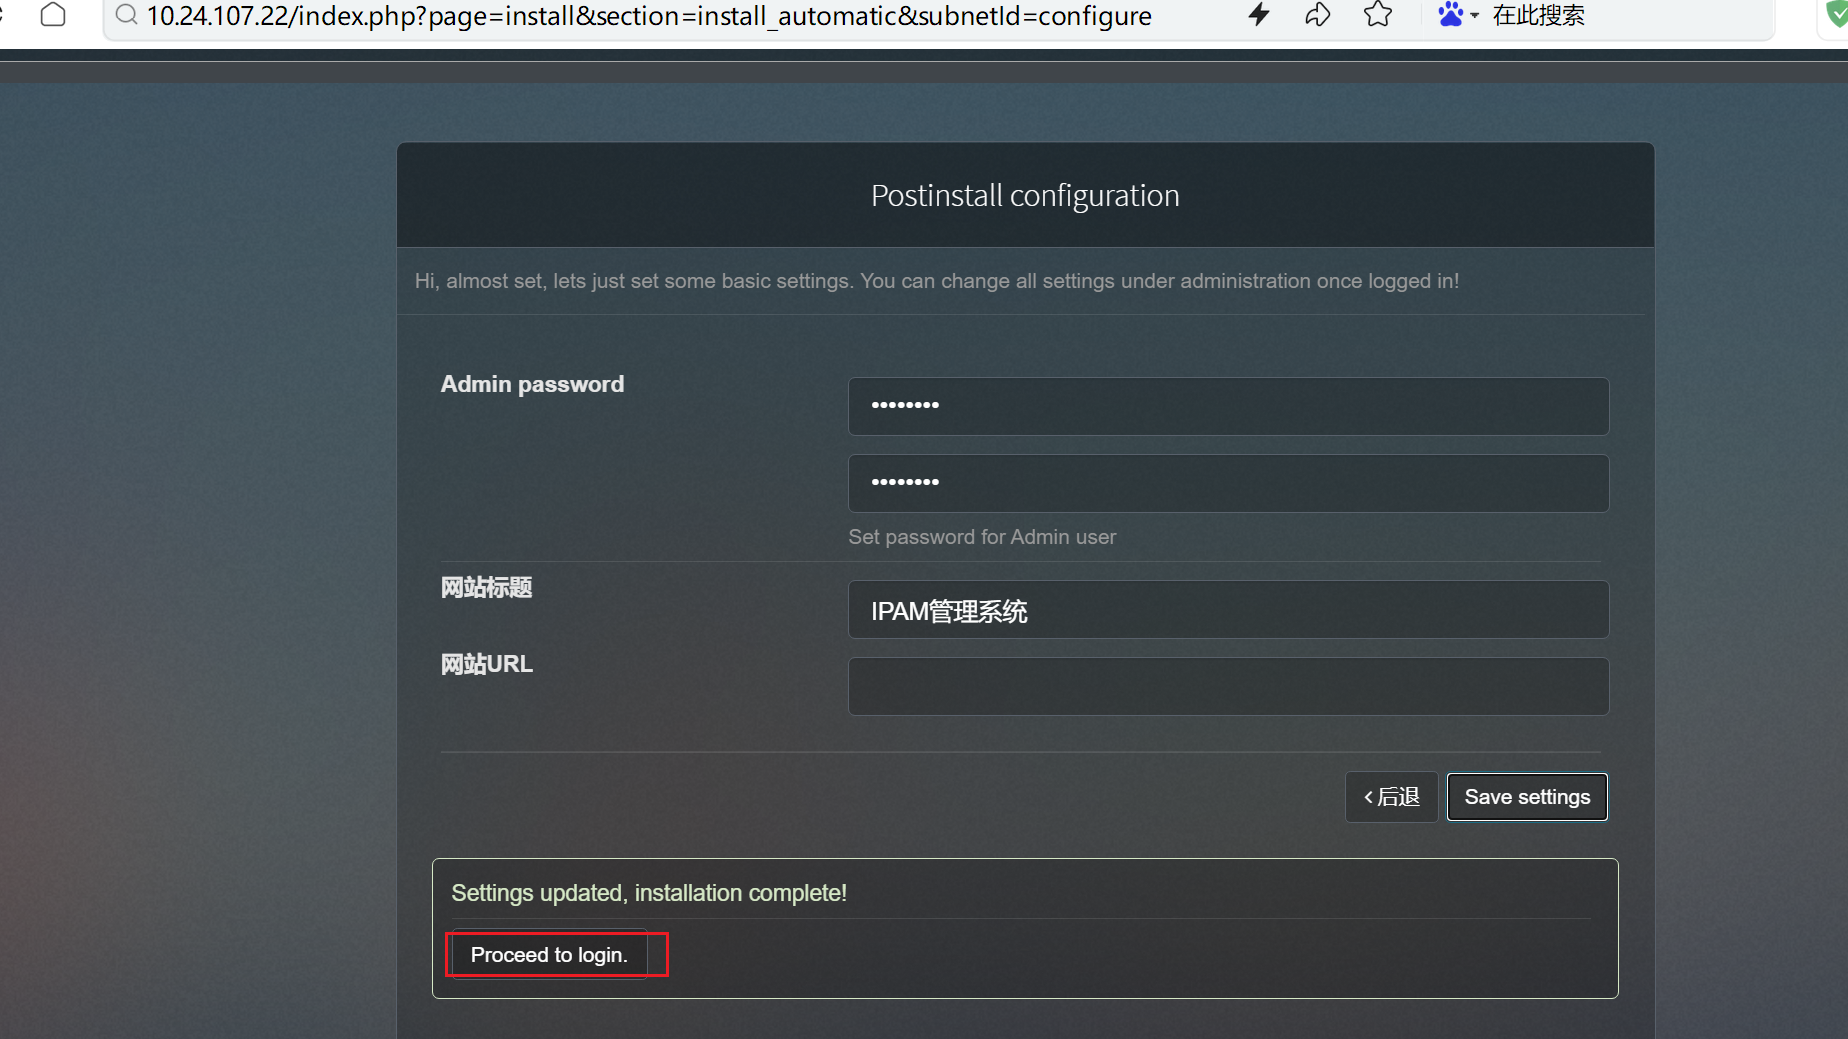 10.24.107.22/index.php?page=install&section=install_automatic&subnetId=configure
在此搜索
Postinstall configuration
Hi, almost set, lets just set some basic settings. You can change all settings under administration once logged in!
Admin password
••••••••
••••••••
Set password for Admin user
网站标题
IPAM管理系统
网站URL
‹ 后退
Save settings
Settings updated, installation complete!
Proceed to login.